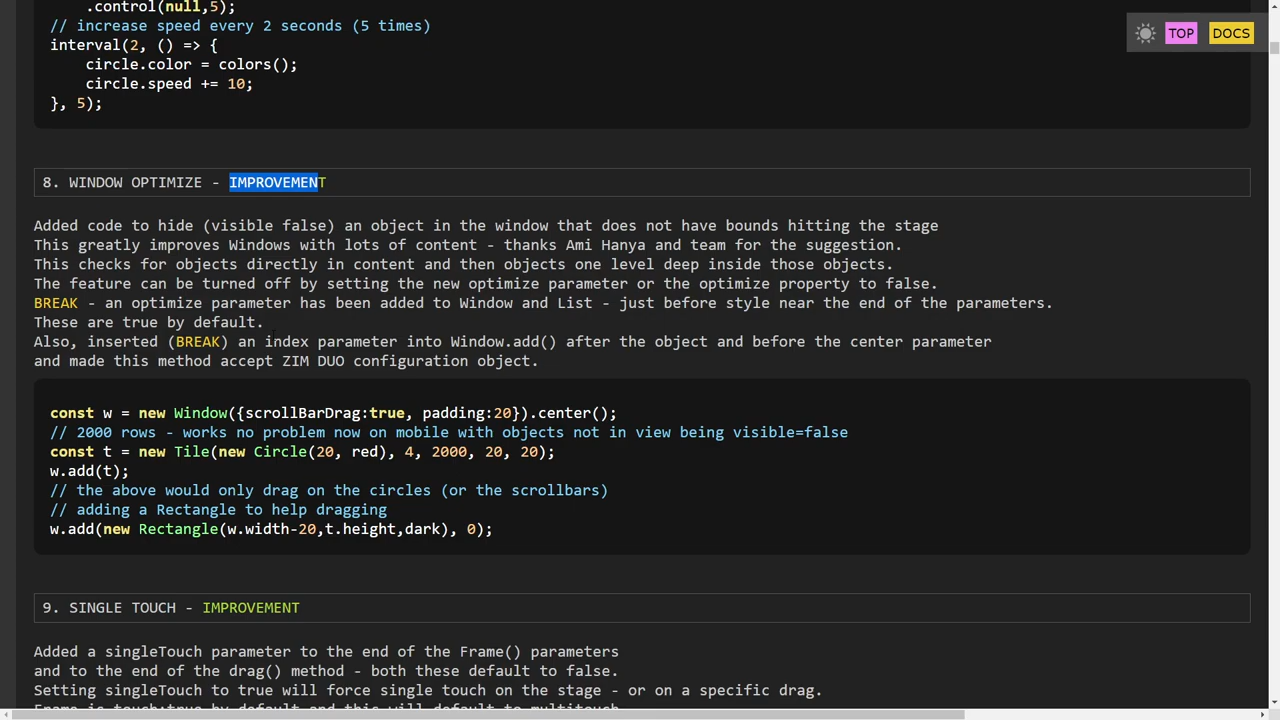 .control(null,5);
// increase speed every 2 seconds (5 times)
interval(2, () => {
circle.color = colors();
circle.speed += 10;
}, 5);
TOP
DOCS
8. WINDOW OPTIMIZE - IMPROVEMENT
Added code to hide (visible false) an object in the window that does not have bounds hitting the stage
This greatly improves Windows with lots of content - thanks Ami Hanya and team for the suggestion.
This checks for objects directly in content and then objects one level deep inside those objects.
The feature can be turned off by setting the new optimize parameter or the optimize property to false.
BREAK - an optimize parameter has been added to Window and List - just before style near the end of the parameters.
These are true by default.
Also, inserted (BREAK) an index parameter into Window.add() after the object and before the center parameter
and made this method accept ZIM DUO configuration object.
const w = new Window({scrollBarDrag:true, padding:20}).center();
// 2000 rows - works no problem now on mobile with objects not in view being visible=false
const t = new Tile(new Circle(20, red), 4, 2000, 20, 20);
w.add(t);
// the above would only drag on the circles (or the scrollbars)
// adding a Rectangle to help dragging
w.add(new Rectangle(w.width-20,t.height,dark), 0);
9. SINGLE TOUCH - IMPROVEMENT
Added a singleTouch parameter to the end of the Frame() parameters
and to the end of the drag() method - both these default to false.
Setting singleTouch to true will force single touch on the stage - or on a specific drag.
Frame is touch:true by default and this will default to multitouch